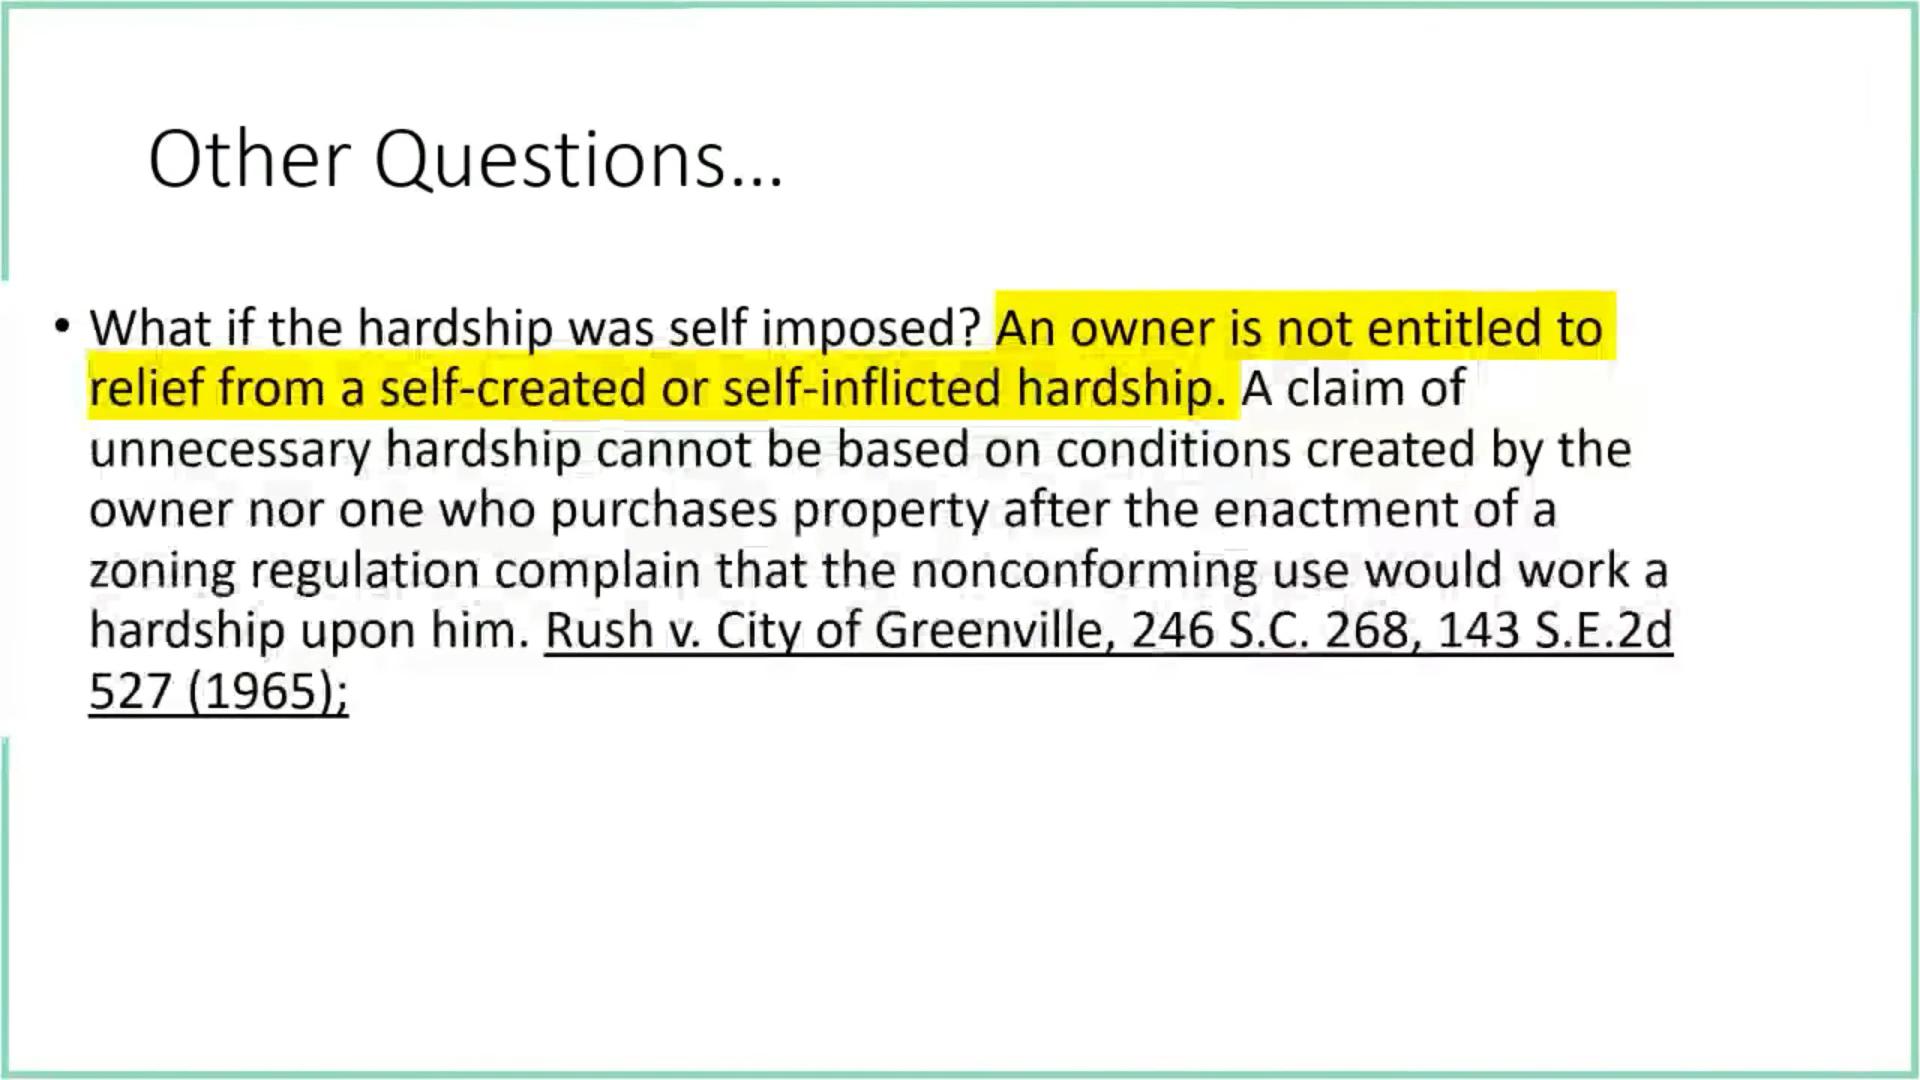 Other Questions...
• What if the hardship was self imposed? An owner is not entitled to
relief from a self-created or self-inflicted hardship. A claim of
unnecessary hardship cannot be based on conditions created by the
owner nor one who purchases property after the enactment of a
zoning regulation complain that the nonconforming use would work a
hardship upon him. Rush v. City of Greenville, 246 S.C. 268, 143 S.E.2d
527 (1965);